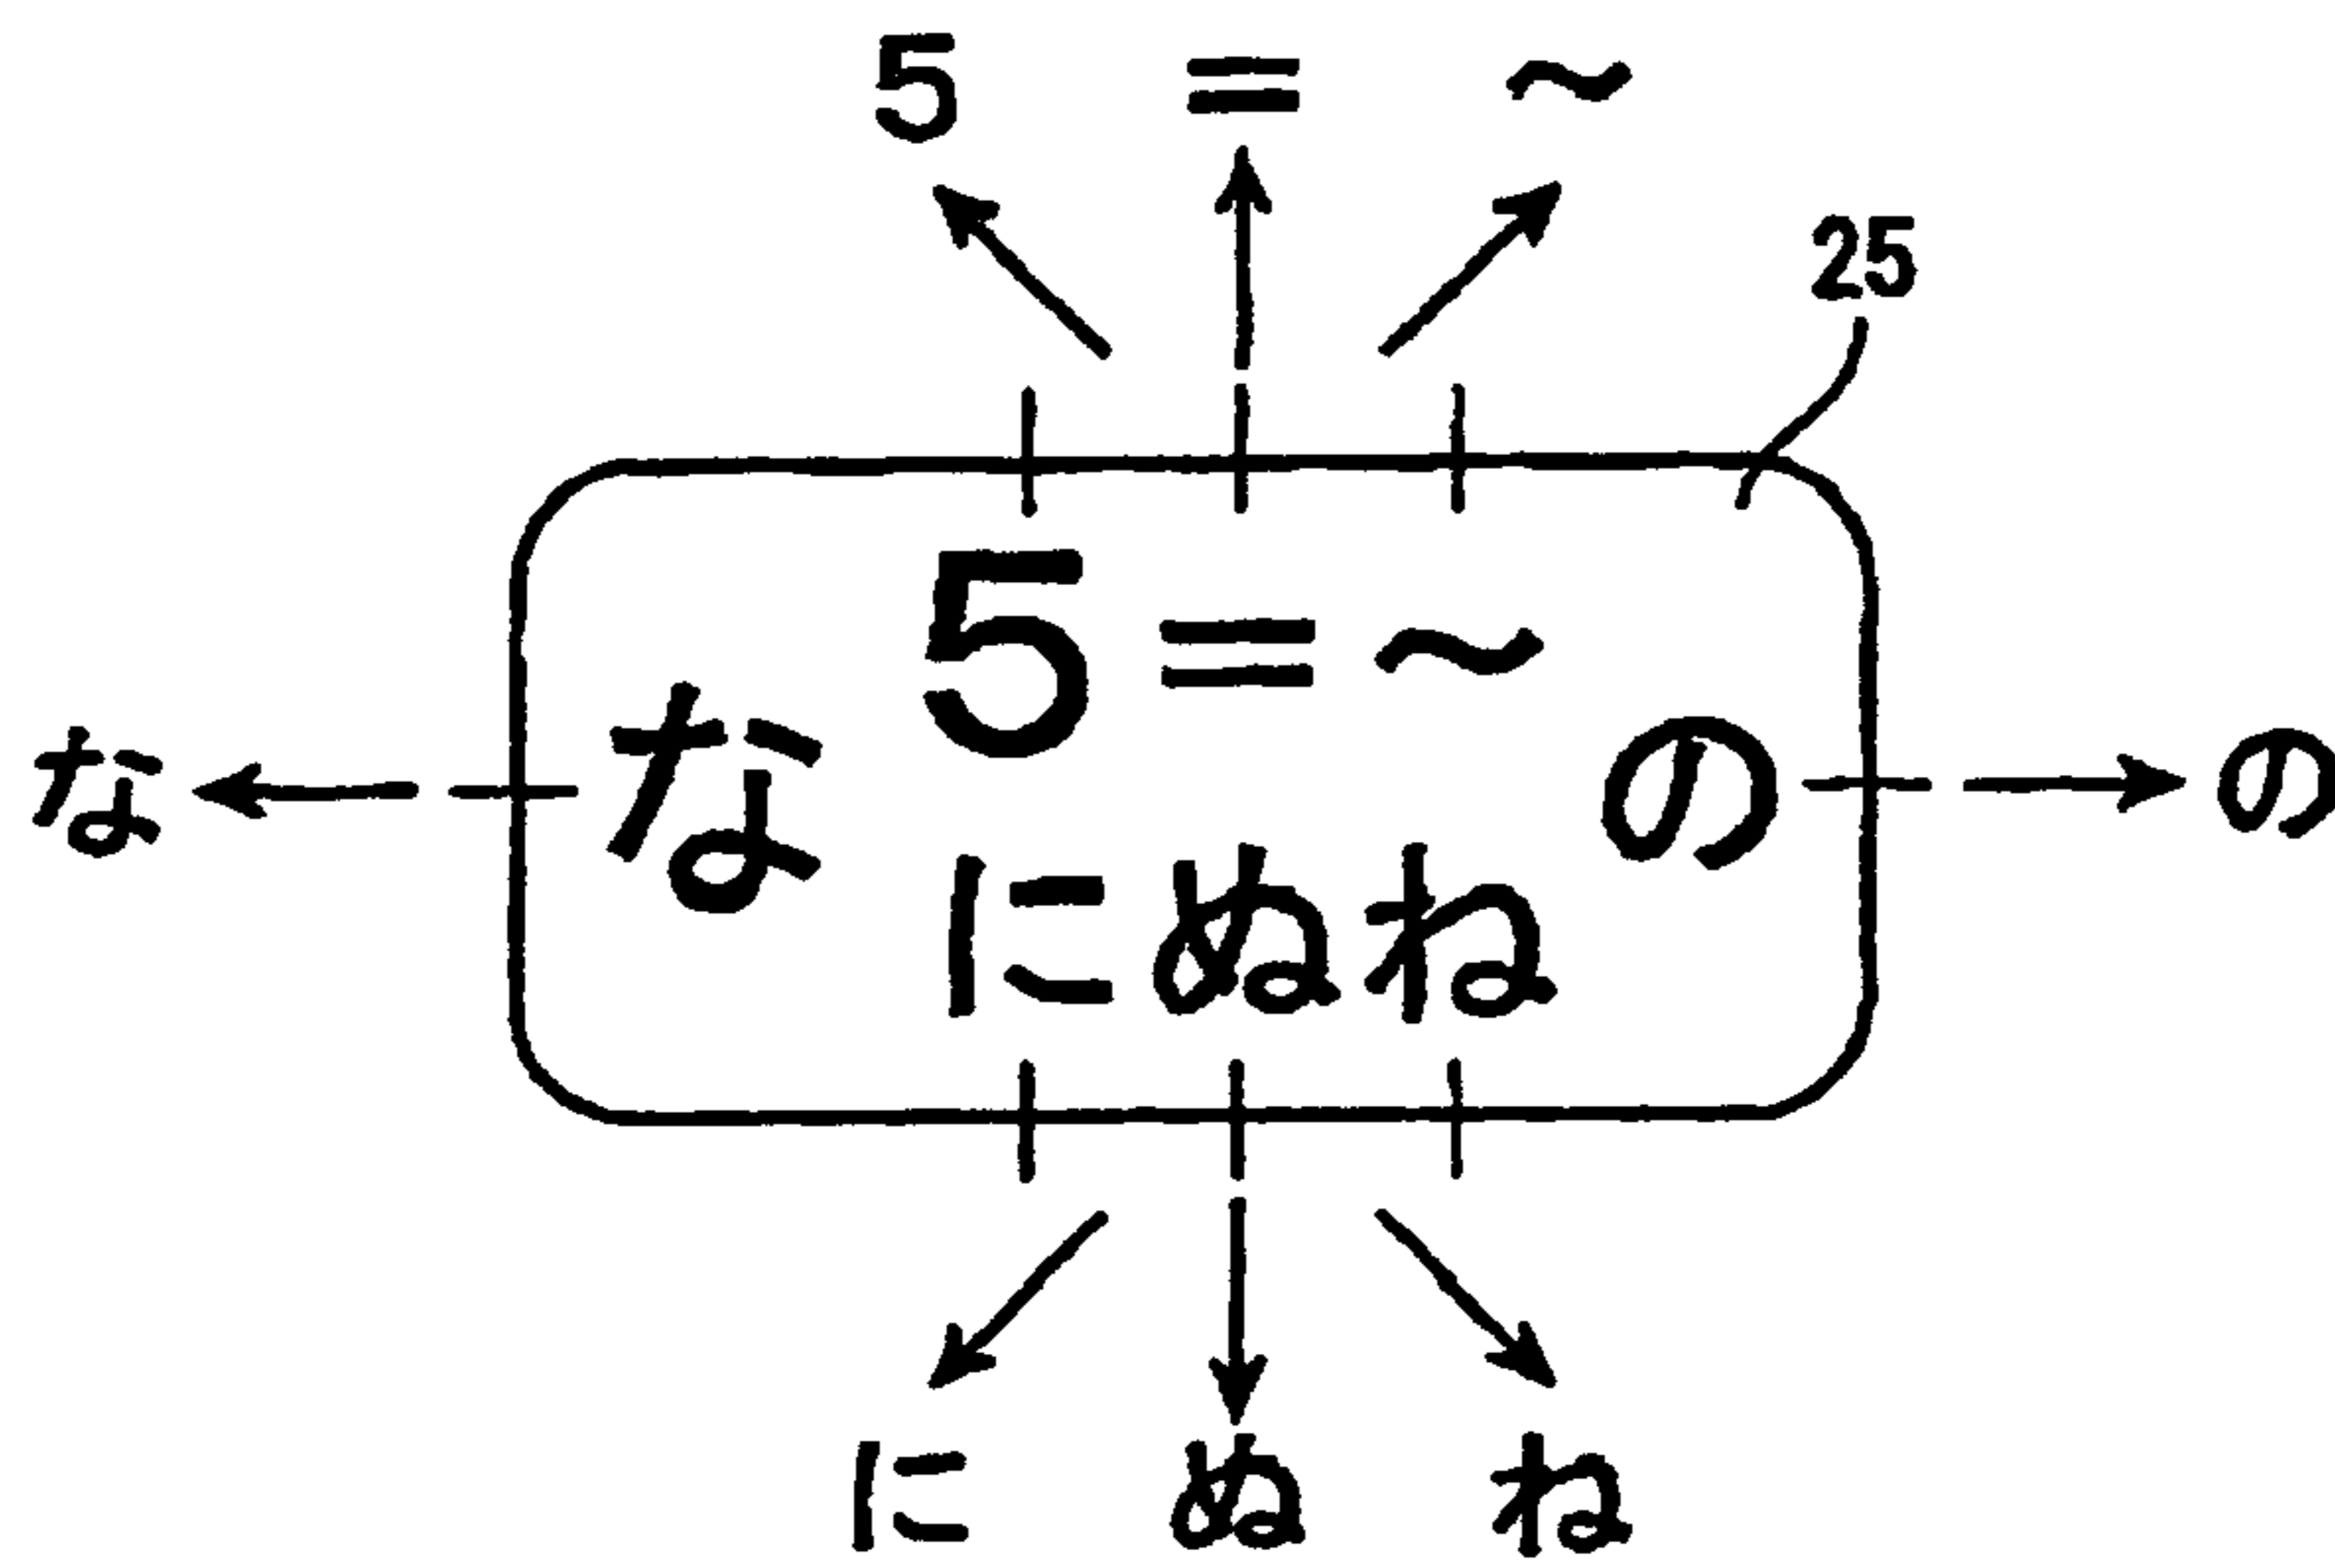 5 = ~
25
5=~
な の
にぬね
な の
に ぬ ね